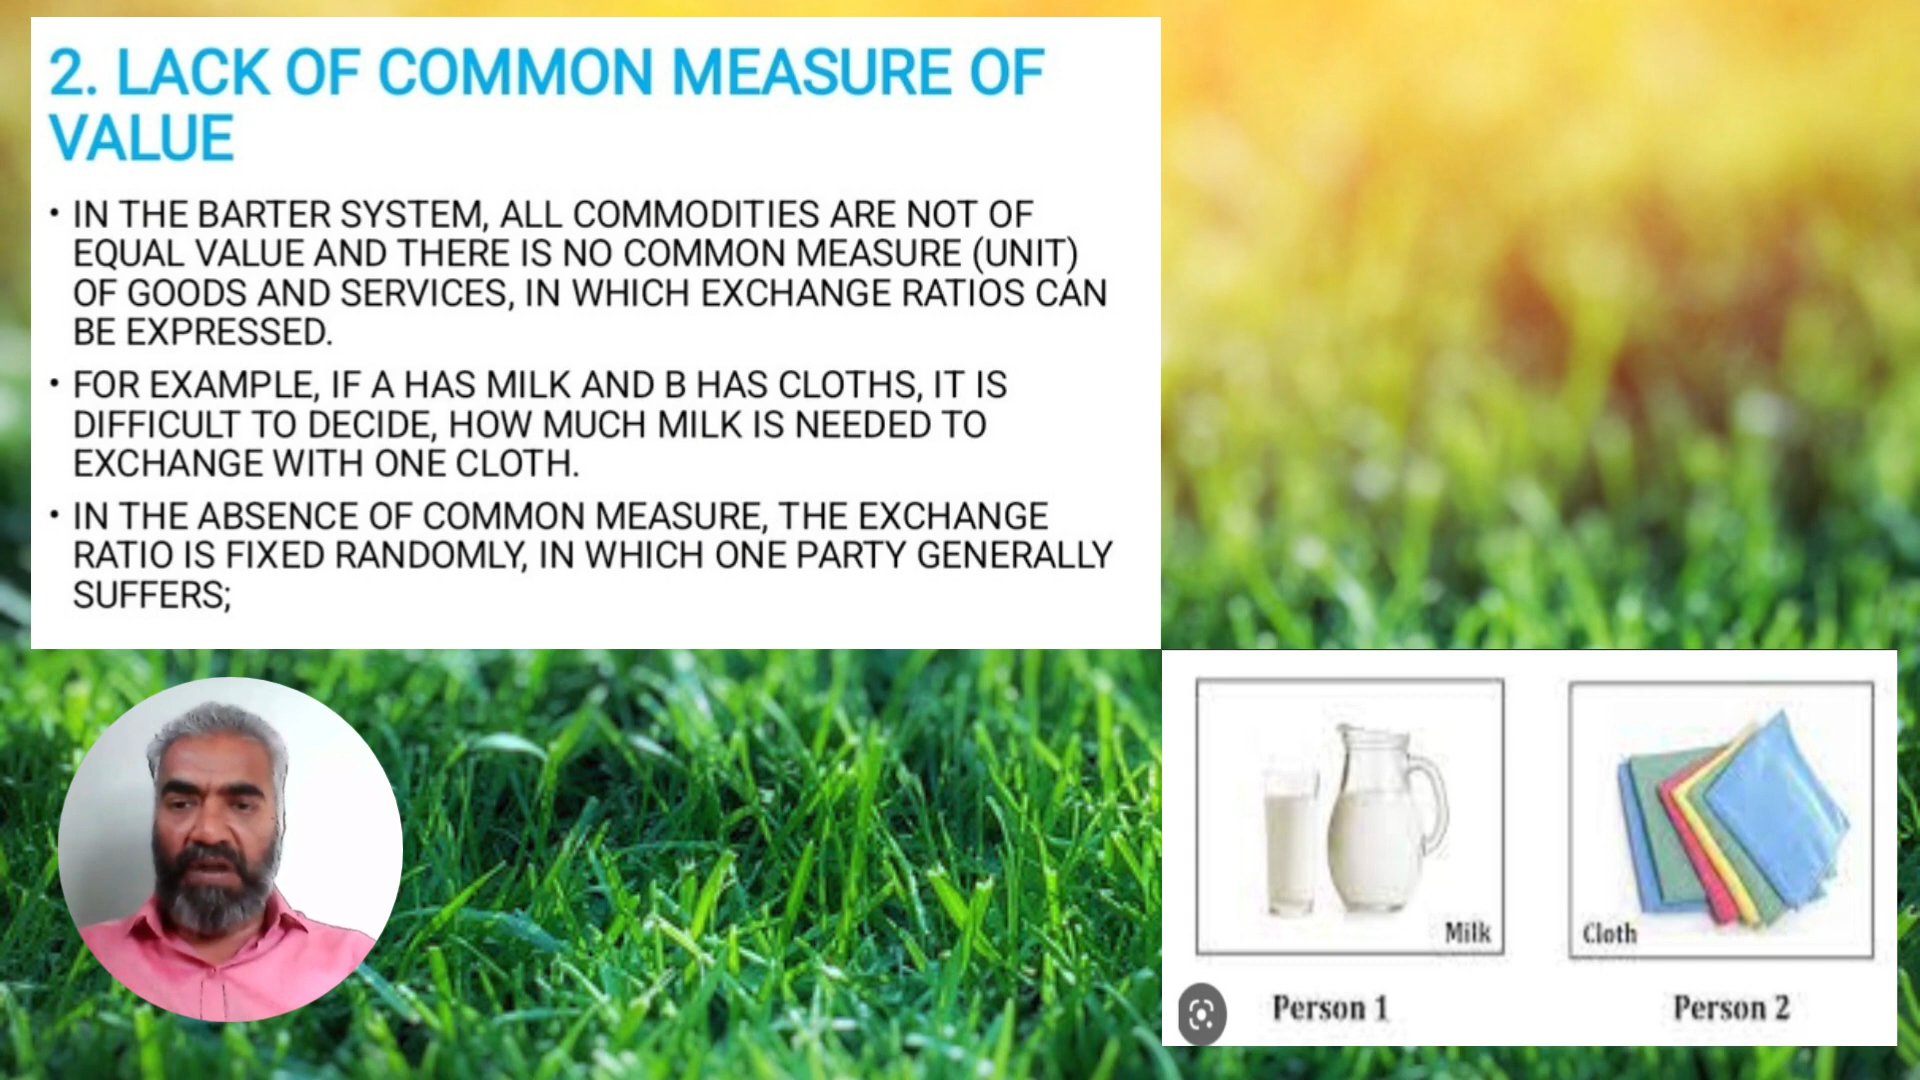 2. LACK OF COMMON MEASURE OF
VALUE
• IN THE BARTER SYSTEM, ALL COMMODITIES ARE NOT OF
EQUAL VALUE AND THERE IS NO COMMON MEASURE (UNIT)
OF GOODS AND SERVICES, IN WHICH EXCHANGE RATIOS CAN
BE EXPRESSED.
• FOR EXAMPLE, IF A HAS MILK AND B HAS CLOTHS, IT IS
DIFFICULT TO DECIDE, HOW MUCH MILK IS NEEDED TO
EXCHANGE WITH ONE CLOTH.
• IN THE ABSENCE OF COMMON MEASURE, THE EXCHANGE
RATIO IS FIXED RANDOMLY, IN WHICH ONE PARTY GENERALLY
SUFFERS;
Milk
Cloth
Person 1
Person 2